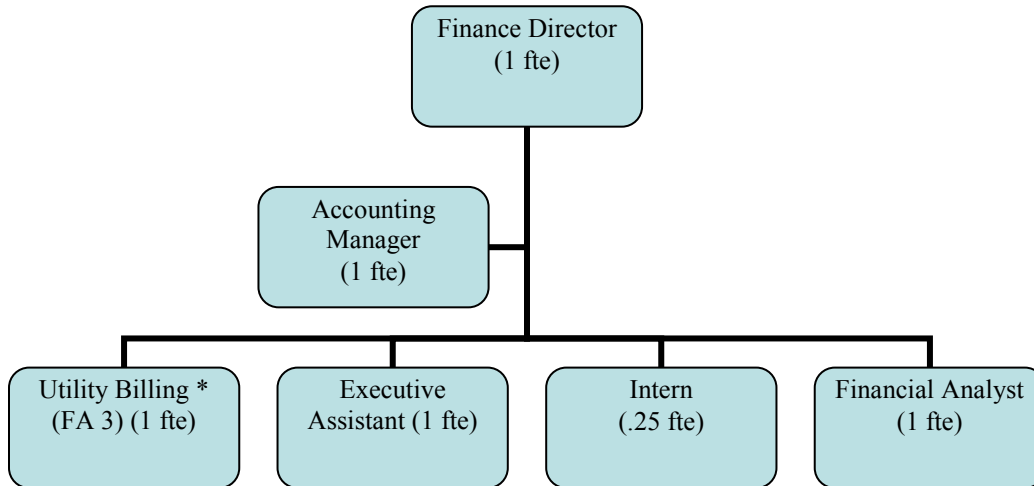 Finance Director
(1 fte)
Accounting
Manager
(1 fte)
Utility Billing *
(FA 3) (1 fte)
Executive
Assistant (1 fte)
Intern
(.25 fte)
Financial Analyst
(1 fte)